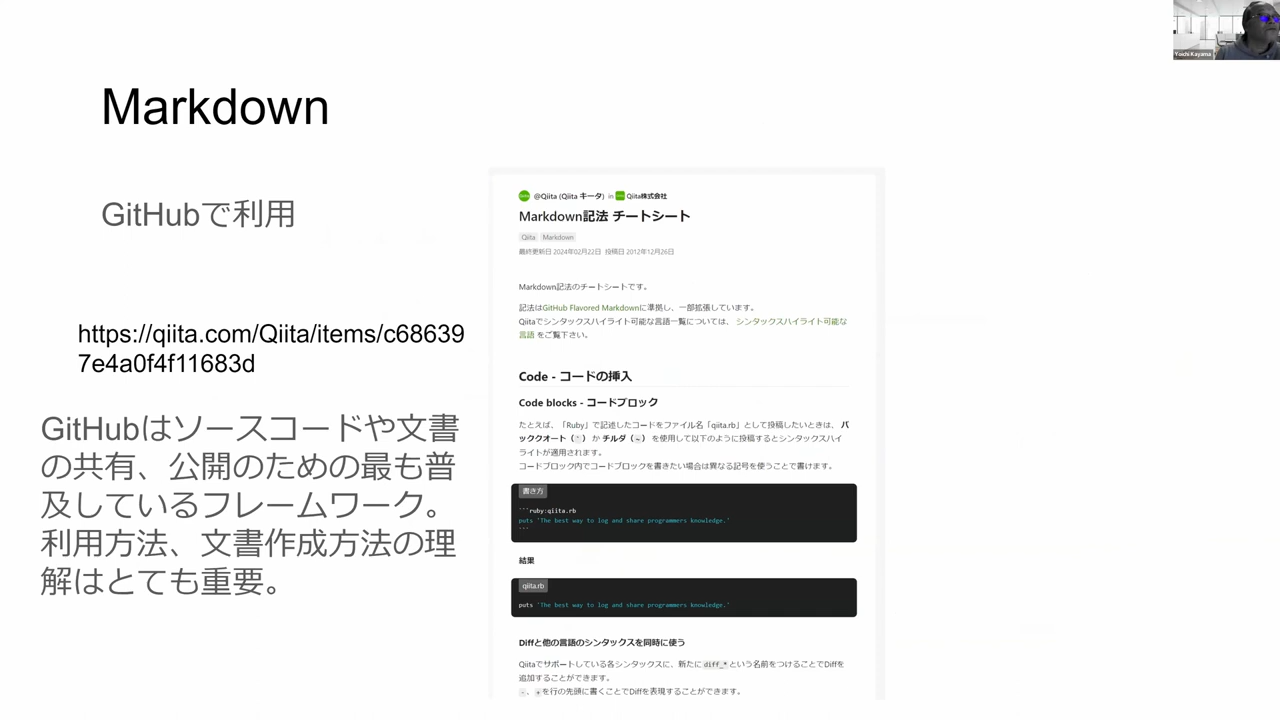 Yoichi Kayama
Markdown
GitHubで利用
https://qiita.com/Qiita/items/c68639
7e4a0f4f11683d
GitHubはソースコードや文書
の共有、公開のための最も普
及しているフレームワーク。
利用方法、文書作成方法の理
解はとても重要。
@Qiita (Qiita キータ) in Qiita株式会社
Markdown記法 チートシート
Qiita Markdown
最終更新日 2024年02月22日 投稿日 2012年12月26日
Markdown記法のチートシートです。
記法はGitHub Flavored Markdownに準拠し、一部拡張しています。
Qiitaでシンタックスハイライト可能な言語一覧については、 シンタックスハイライト可能な
言語 をご覧下さい。
Code - コードの挿入
Code blocks - コードブロック
たとえば、「Ruby」で記述したコードをファイル名「qiita.rb」として投稿したいときは、バ
ッククオート（`） か チルダ（~） を使用して以下のように投稿するとシンタックスハイ
ライトが適用されます。
コードブロック内でコードブロックを書きたい場合は異なる記号を使うことで書けます。
書き方
```ruby:qiita.rb
puts 'The best way to log and share programmers knowledge.'
```
結果
qiita.rb
puts 'The best way to log and share programmers knowledge.'
Diffと他の言語のシンタックスを同時に使う
Qiitaでサポートしている各シンタックスに、新たに diff_* という名前をつけることでDiffを
追加することができます。
-、+を行の先頭に書くことでDiffを表現することができます。